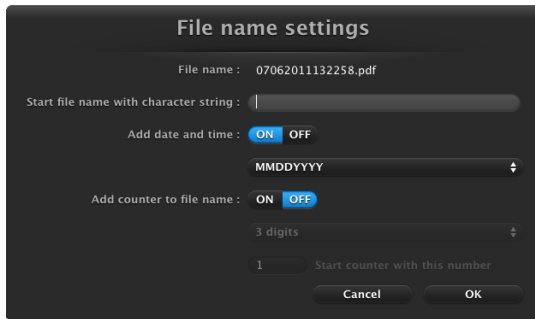 File name settings
File name : 07062011132258.pdf
Start file name with character string :
Add date and time : ON OFF
MMDDYYYY
Add counter to file name : ON OFF
3 digits
1 Start counter with this number
Cancel OK